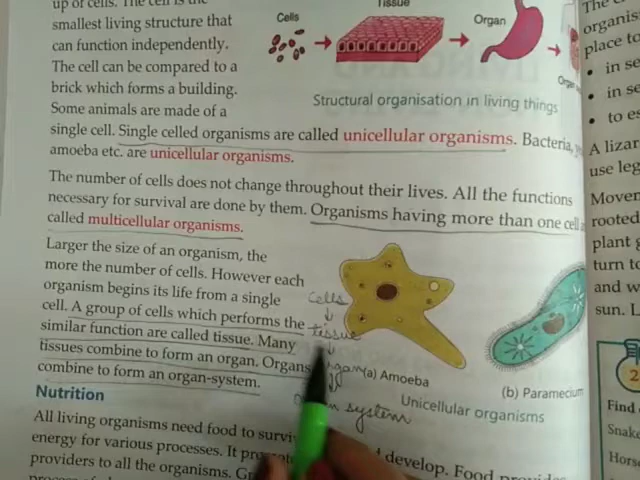 up of cells. The cell is the
smallest living structure that
can function independently.
The cell can be compared to a
brick which forms a building.
Some animals are made of a
single cell. Single celled organisms are called unicellular organisms. Bacteria,
amoeba etc. are unicellular organisms.
Cells
Tissue
Organ
Organ
Structural organisation in living things
The number of cells does not change throughout their lives. All the functions
necessary for survival are done by them. Organisms having more than one cell
called multicellular organisms.
Larger the size of an organism, the
more the number of cells. However each
organism begins its life from a single
cell. A group of cells which performs the
similar function are called tissue. Many
tissues combine to form an organ. Organs
combine to form an organ-system.
cells
↓
tissue
↓
system
(a) Amoeba
(b) Paramecium
Unicellular organisms
Nutrition
All living organisms need food to
energy for various processes. It develop. Food
providers to all the organisms.
The
organis
place to
• in se
• in se
• to es
A lizar
use leg
Movem
rooted
plant g
turn to
and w
sun. L
2
Find
Snake
Horse